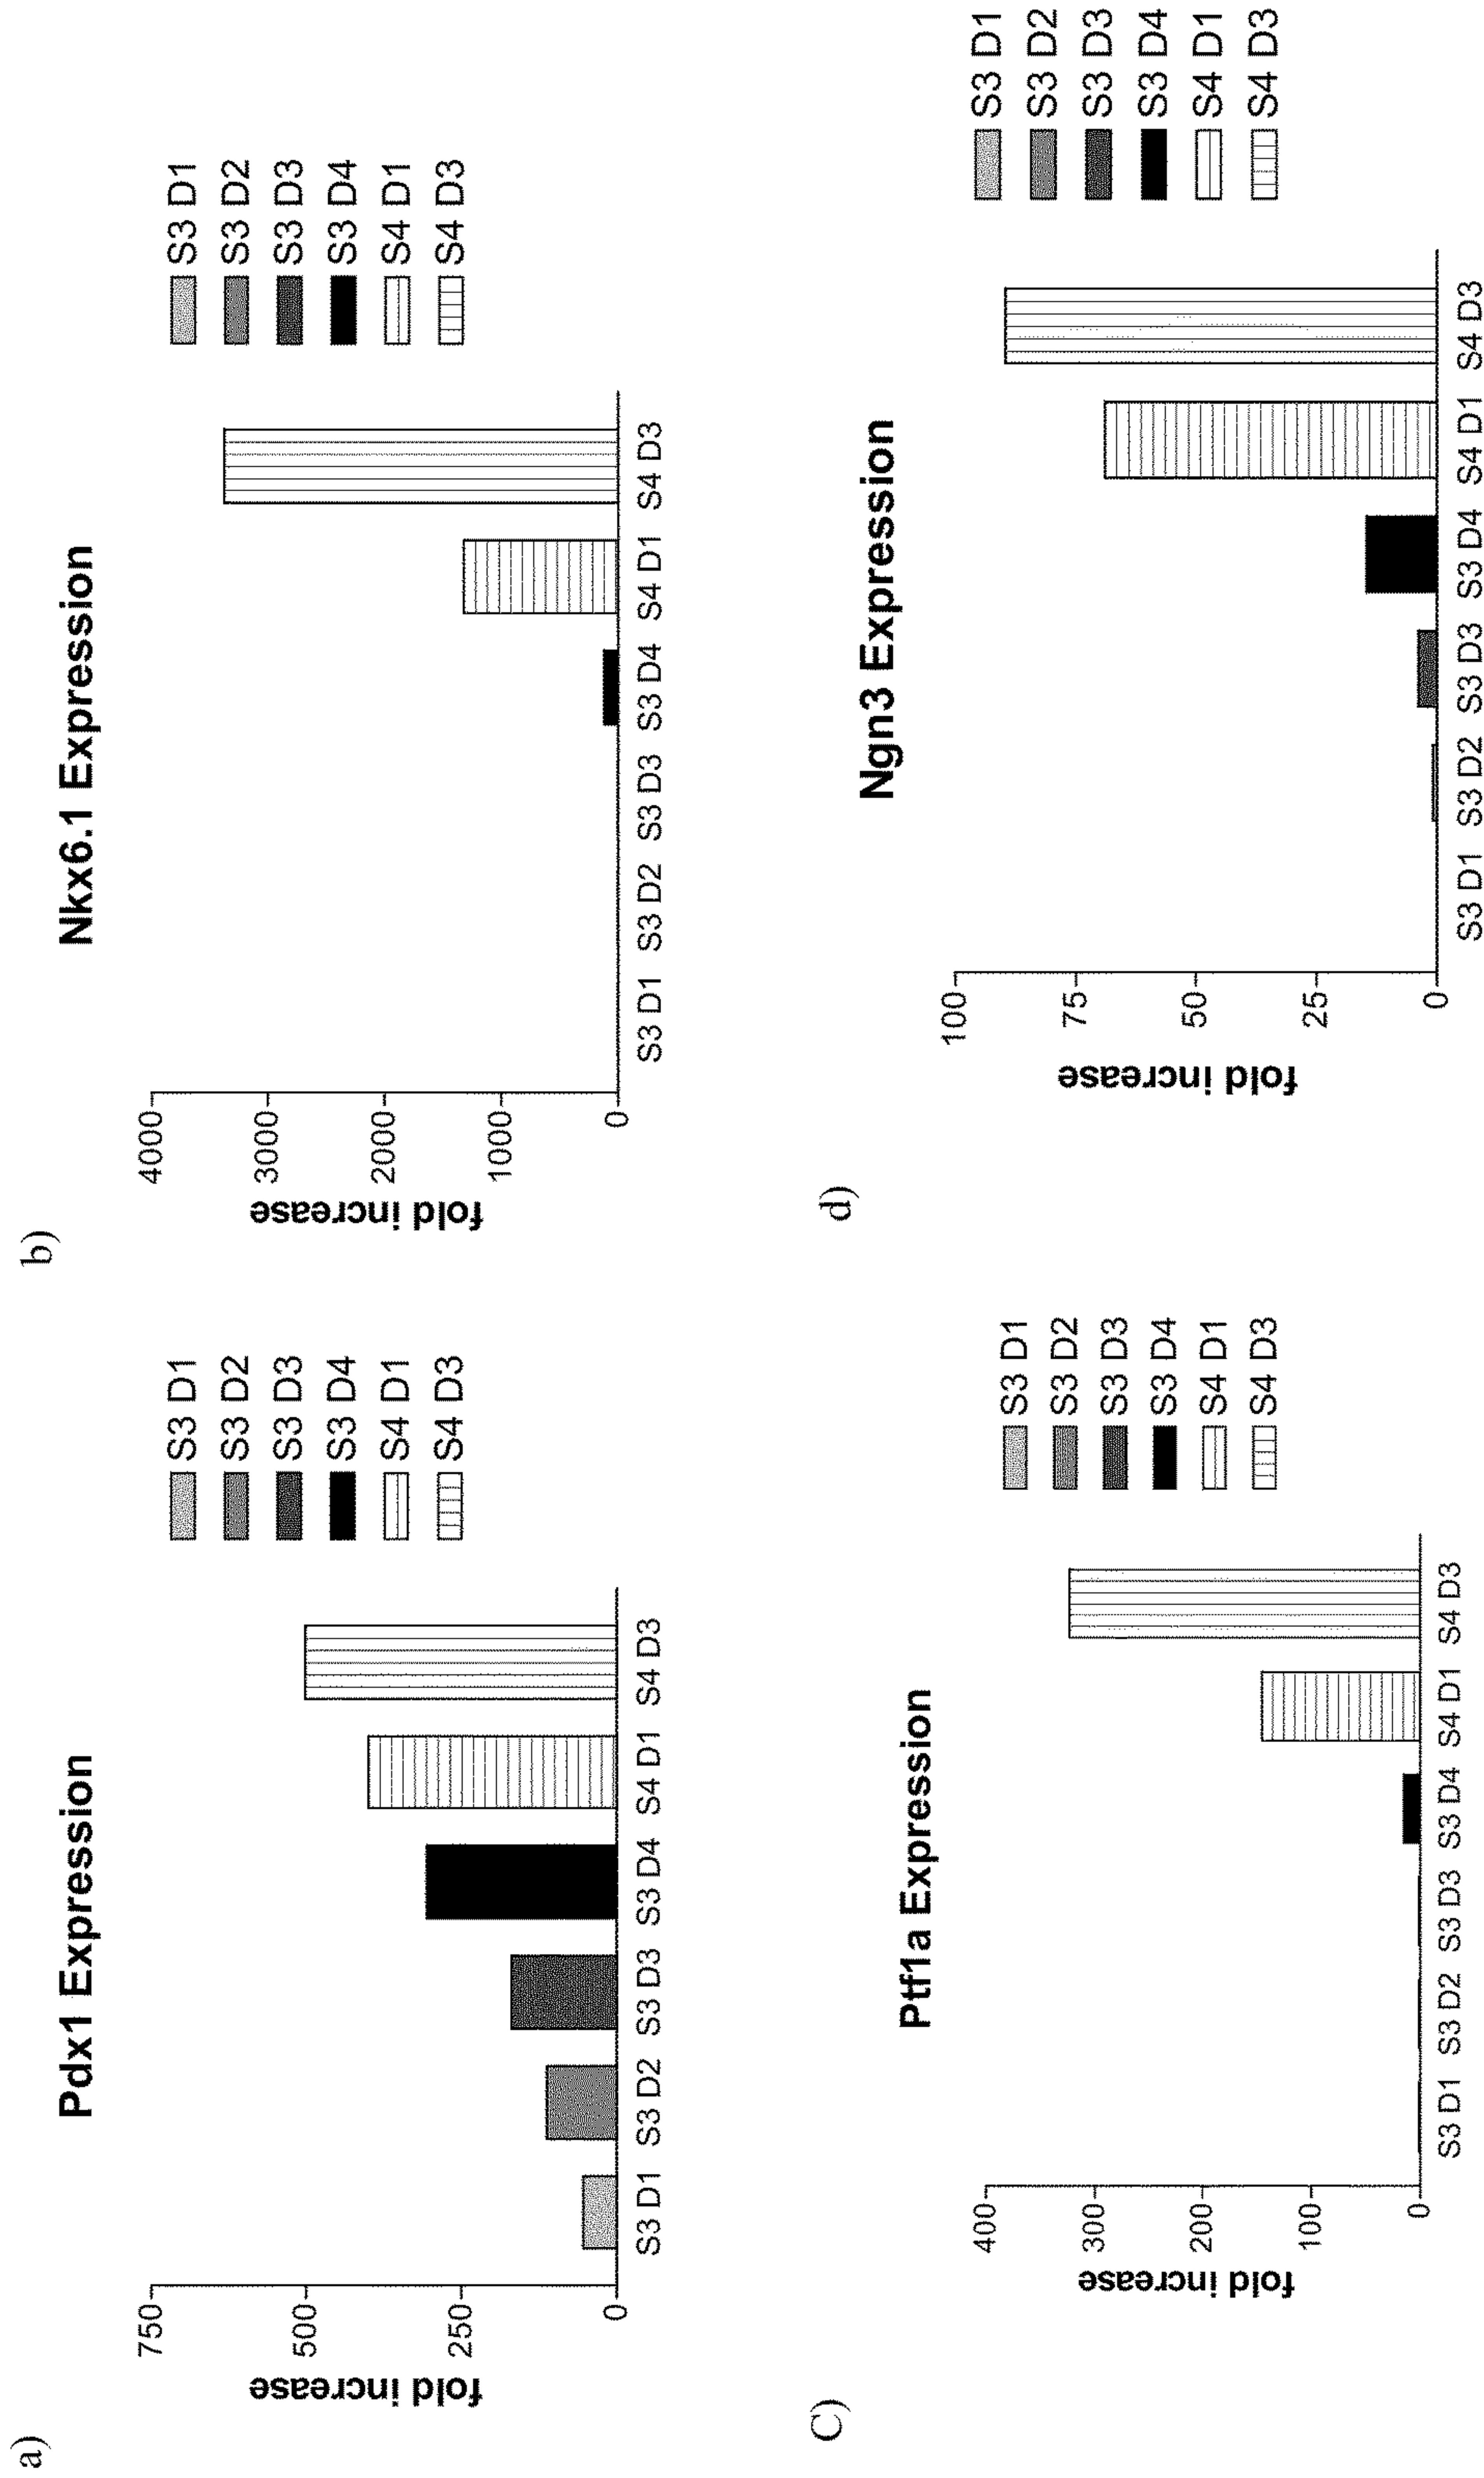 a)
Pdx1 Expression
fold increase
750
500
250
0
S3 D1 S3 D2 S3 D3 S3 D4 S4 D1 S4 D3
S3 D1
S3 D2
S3 D3
S3 D4
S4 D1
S4 D3
b)
Nkx6.1 Expression
fold increase
4000
3000
2000
1000
0
S3 D1 S3 D2 S3 D3 S3 D4 S4 D1 S4 D3
S3 D1
S3 D2
S3 D3
S3 D4
S4 D1
S4 D3
C)
Ptf1a Expression
fold increase
400
300
200
100
0
S3 D1 S3 D2 S3 D3 S3 D4 S4 D1 S4 D3
S3 D1
S3 D2
S3 D3
S3 D4
S4 D1
S4 D3
d)
Ngn3 Expression
fold increase
100
75
50
25
0
S3 D1 S3 D2 S3 D3 S3 D4 S4 D1 S4 D3
S3 D1
S3 D2
S3 D3
S3 D4
S4 D1
S4 D3